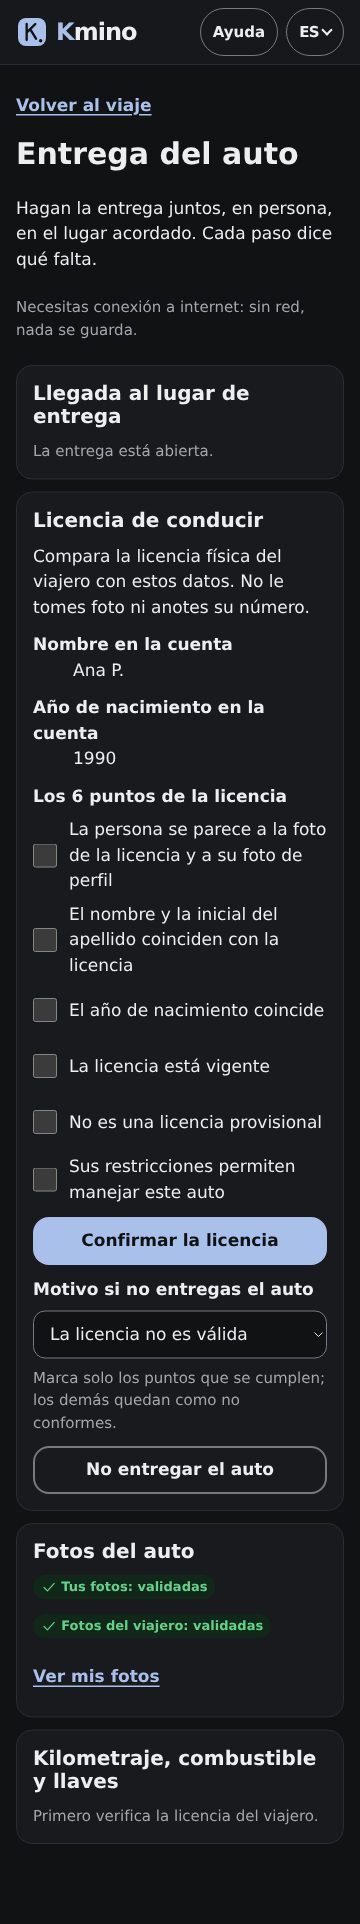 K. Kmino
Ayuda
ES
Volver al viaje
Entrega del auto
Hagan la entrega juntos, en persona,
en el lugar acordado. Cada paso dice
qué falta.
Necesitas conexión a internet: sin red,
nada se guarda.
Llegada al lugar de
entrega
La entrega está abierta.
Licencia de conducir
Compara la licencia física del
viajero con estos datos. No le
tomes foto ni anotes su número.
Nombre en la cuenta
Ana P.
Año de nacimiento en la
cuenta
1990
Los 6 puntos de la licencia
La persona se parece a la foto
de la licencia y a su foto de
perfil
El nombre y la inicial del
apellido coinciden con la
licencia
El año de nacimiento coincide
La licencia está vigente
No es una licencia provisional
Sus restricciones permiten
manejar este auto
Confirmar la licencia
Motivo si no entregas el auto
La licencia no es válida
Marca solo los puntos que se cumplen;
los demás quedan como no
conformes.
No entregar el auto
Fotos del auto
Tus fotos: validadas
Fotos del viajero: validadas
Ver mis fotos
Kilometraje, combustible
y llaves
Primero verifica la licencia del viajero.